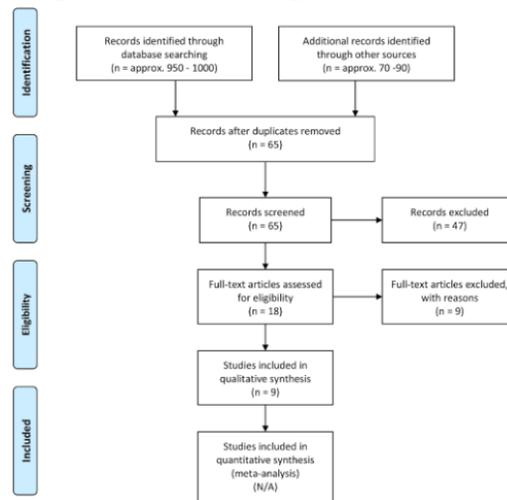 Identification
Records identified through
database searching
(n = approx. 950 - 1000)
Additional records identified
through other sources
(n = approx. 70 -90)
Records after duplicates removed
(n = 65)
Screening
Records screened
(n = 65)
Records excluded
(n = 47)
Eligibility
Full-text articles assessed
for eligibility
(n = 18)
Full-text articles excluded,
with reasons
(n = 9)
Studies included in
qualitative synthesis
(n = 9)
Included
Studies included in
quantitative synthesis
(meta-analysis)
(N/A)